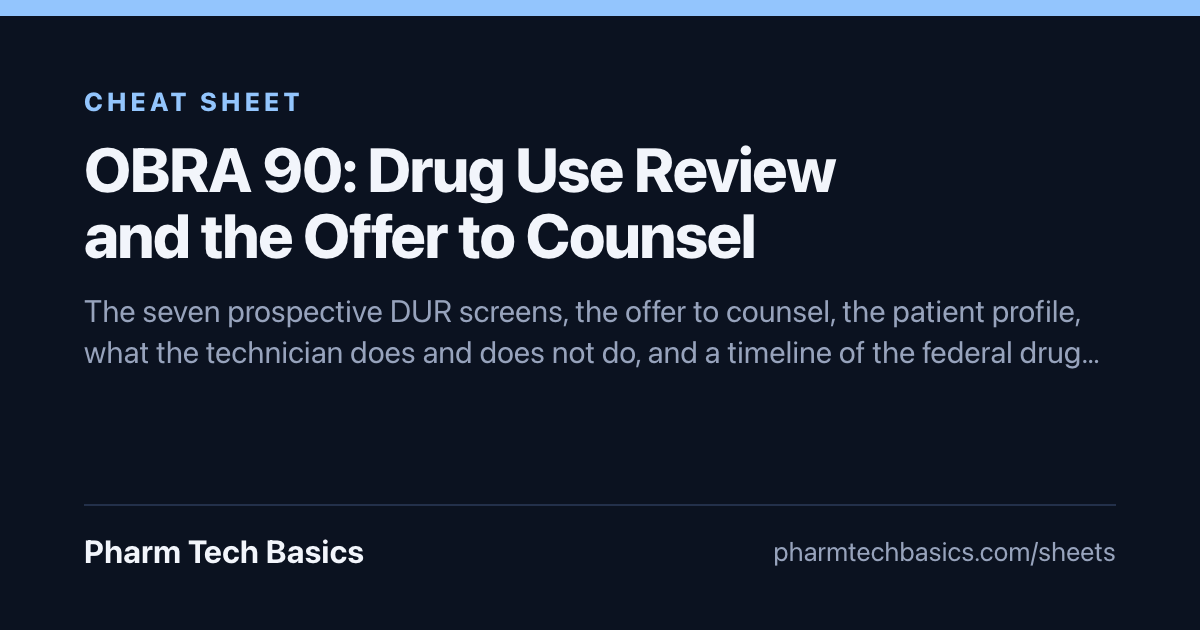 CHEAT SHEET
OBRA 90: Drug Use Review
and the Offer to Counsel
The seven prospective DUR screens, the offer to counsel, the patient profile,
what the technician does and does not do, and a timeline of the federal drug...
Pharm Tech Basics
pharmtechbasics.com/sheets